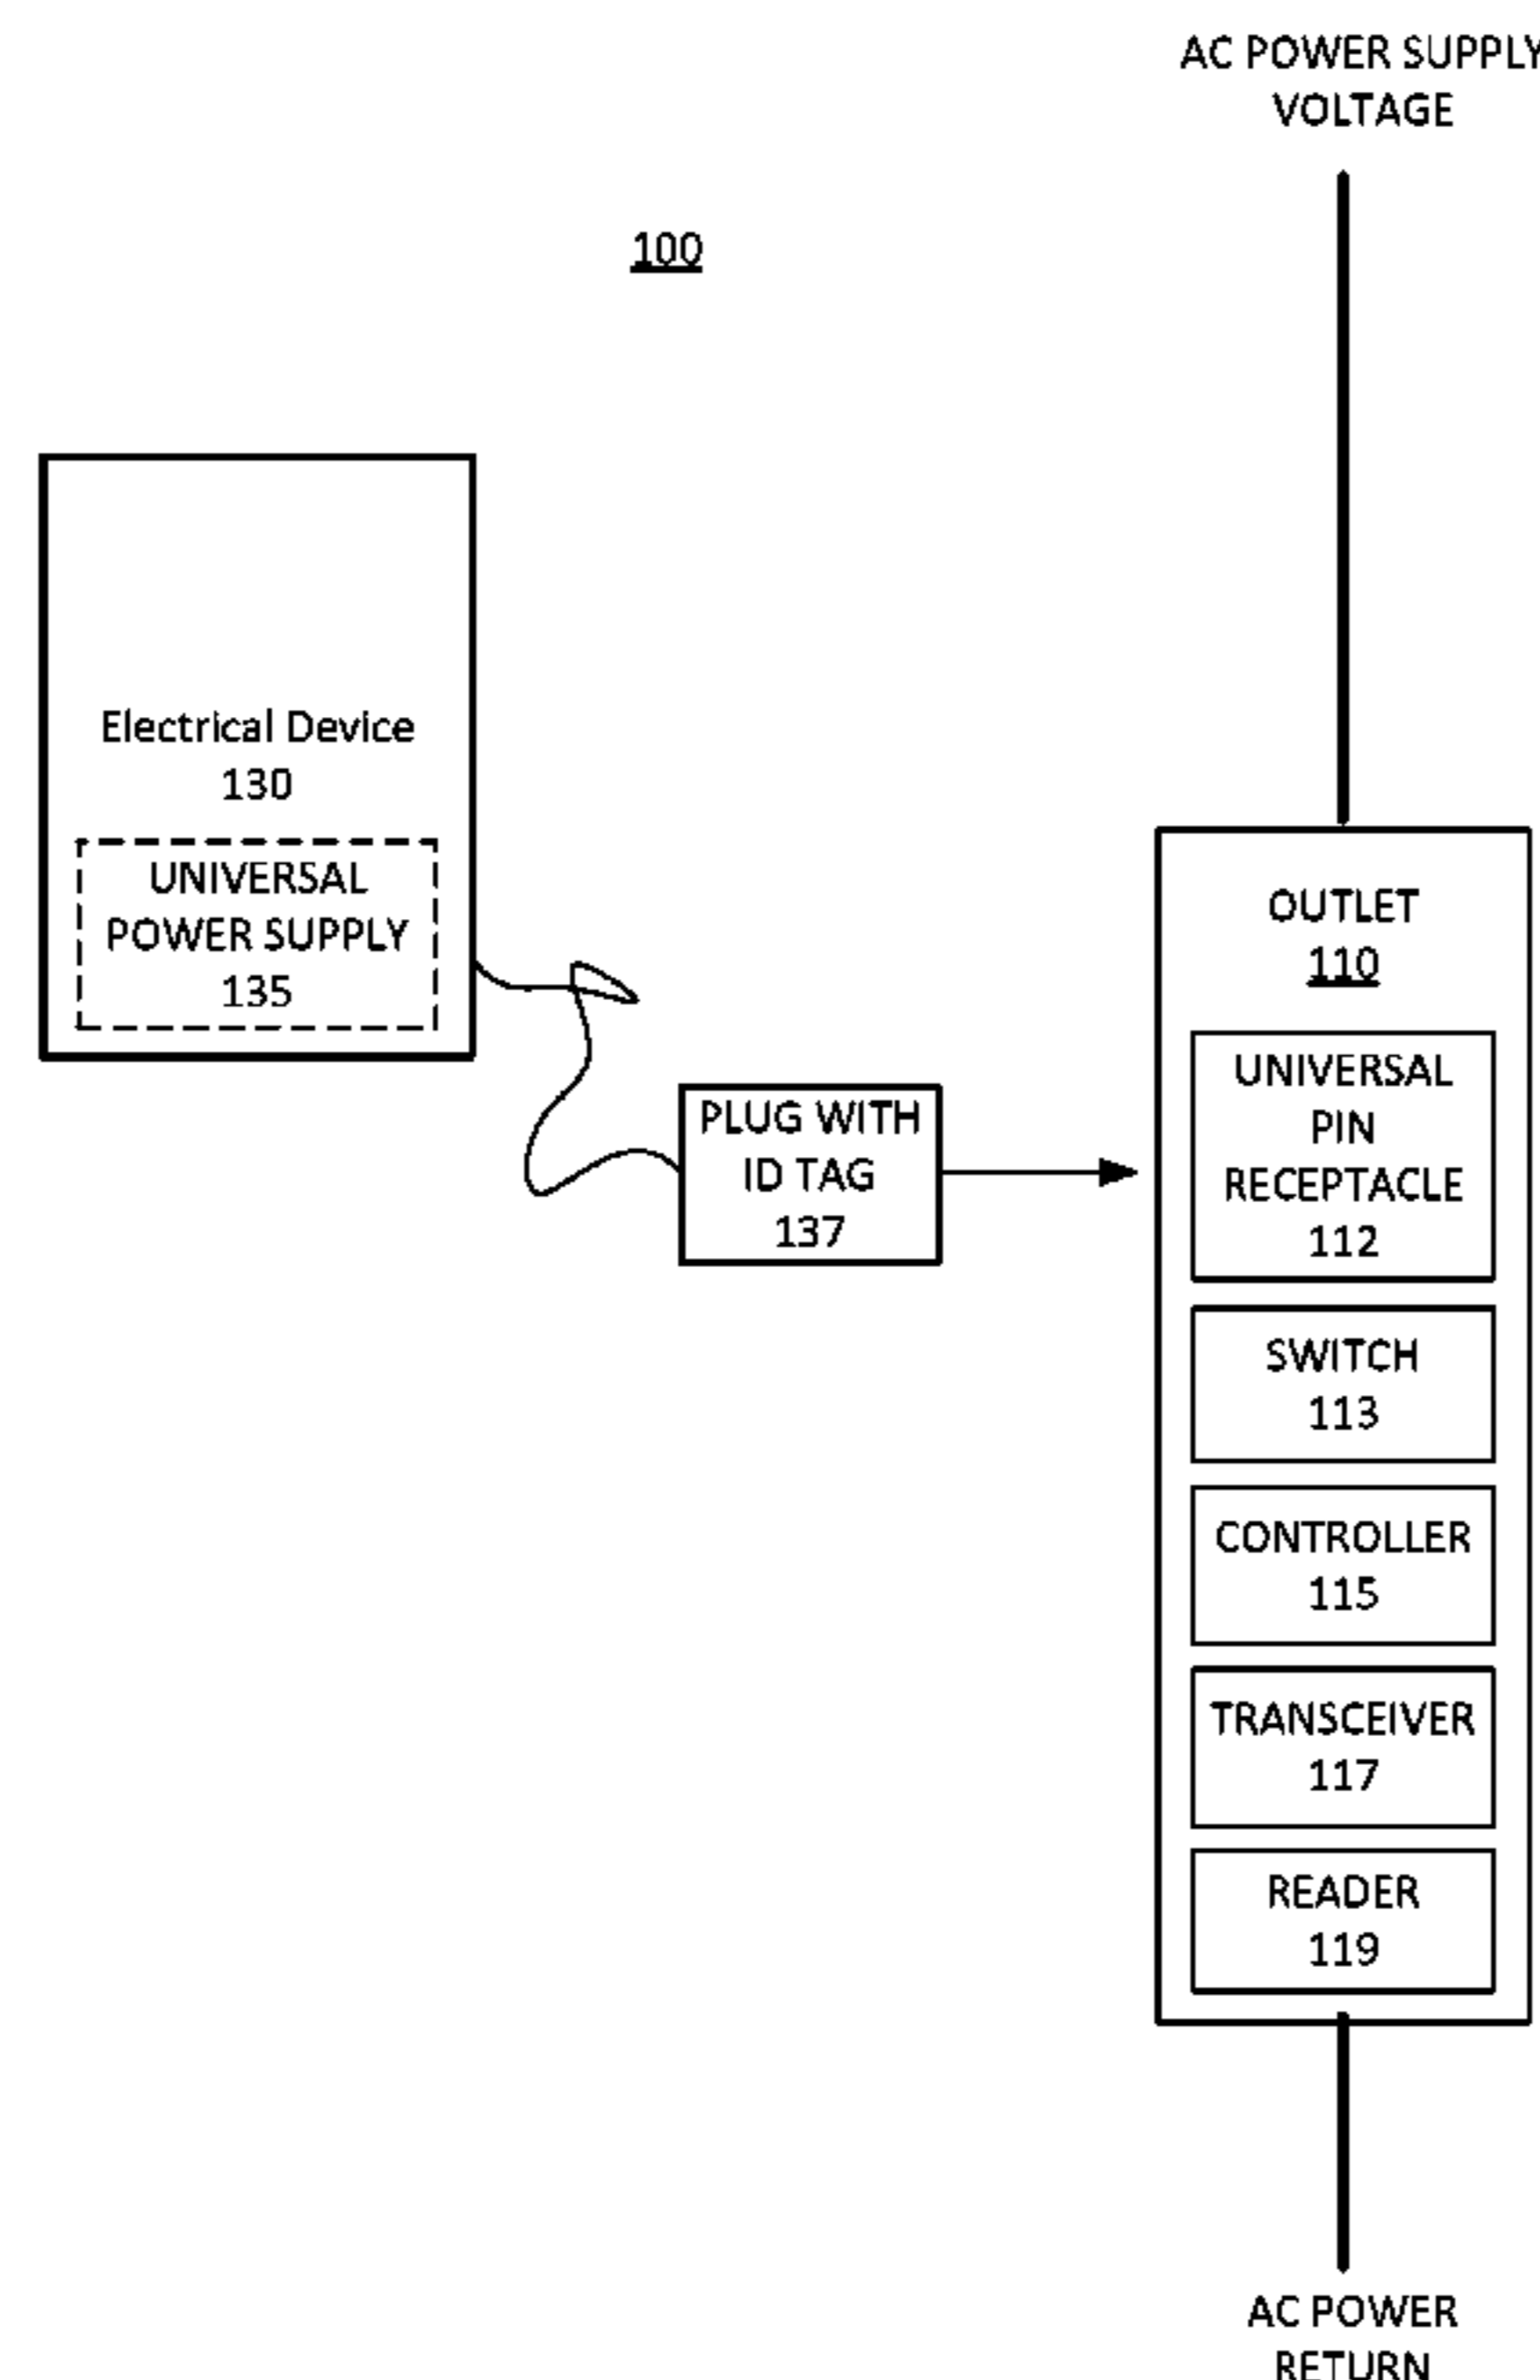 AC POWER SUPPLY
VOLTAGE
100
Electrical Device
130
UNIVERSAL
POWER SUPPLY
135
PLUG WITH
ID TAG
137
OUTLET
110
UNIVERSAL
PIN
RECEPTACLE
112
SWITCH
113
CONTROLLER
115
TRANSCEIVER
117
READER
119
AC POWER
RETURN